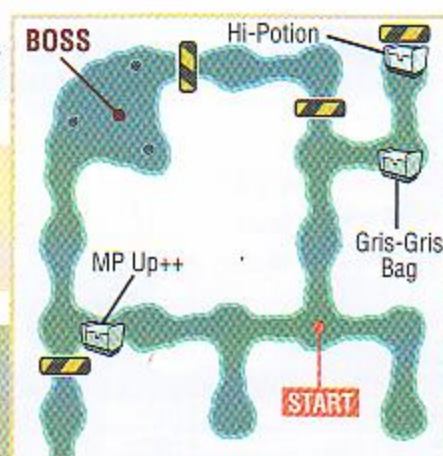 BOSS
Hi-Potion
Gris-Gris
Bag
MP Up++
START